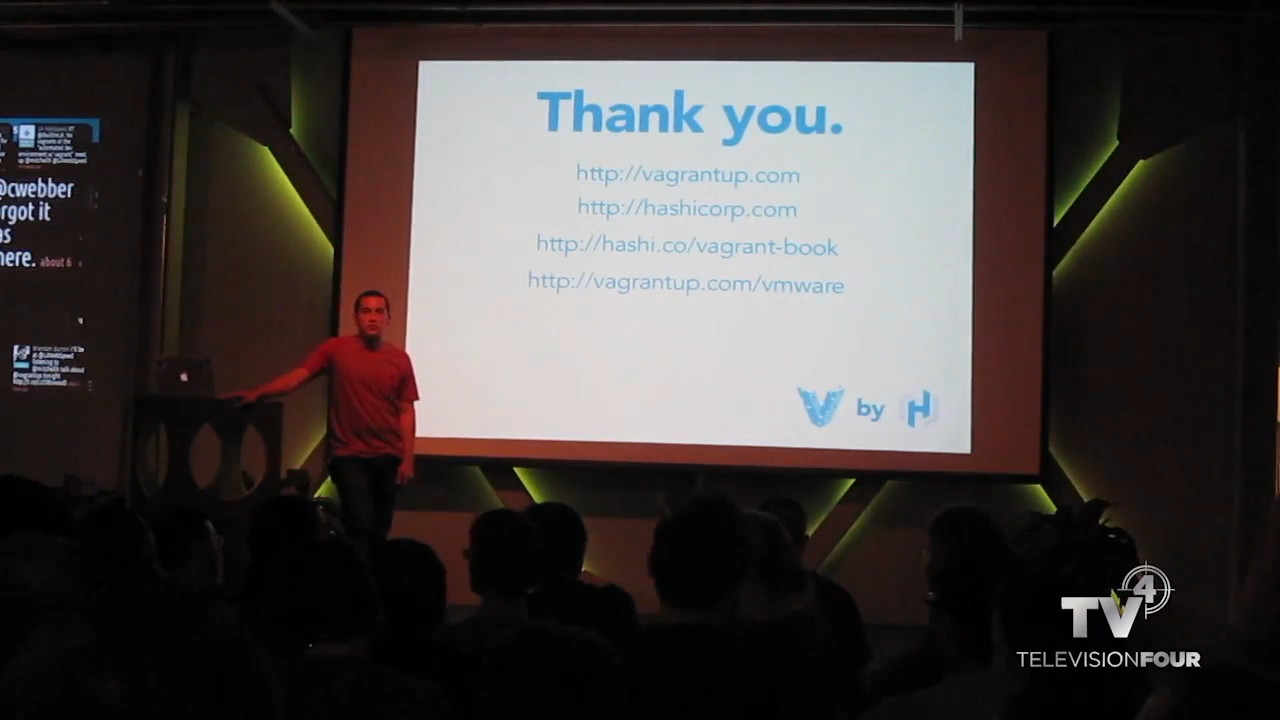 Thank you.
http://vagrantup.com
http://hashicorp.com
http://hashi.co/vagrant-book
http://vagrantup.com/vmware
by
@cwebber
rgot it
as
here. about 6
TV4
TELEVISIONFOUR